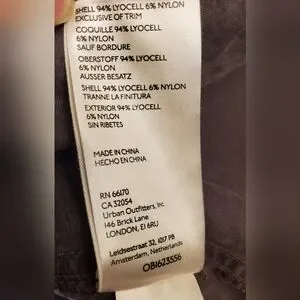 SHELL 94% LYOCELL 6% NYLON
EXCLUSIVE OF TRIM
COQUILLE 94% LYOCELL
6% NYLON
SAUF BORDURE
OBERSTOFF 94% LYOCELL
6% NYLON
AUSSER BESATZ
SHELL 94% LYOCELL 6% NYLON
TRANNE LA FINITURA
EXTERIOR 94% LYOCELL
6% NYLON
SIN RIBETES
MADE IN CHINA
HECHO EN CHINA
RN 66170
CA 32054
Urban Outfitters, Inc.
146 Brick Lane
LONDON, E1 6RU
Leidsestraat 32, 1017 PB
Amsterdam, Netherlands
OB1623556